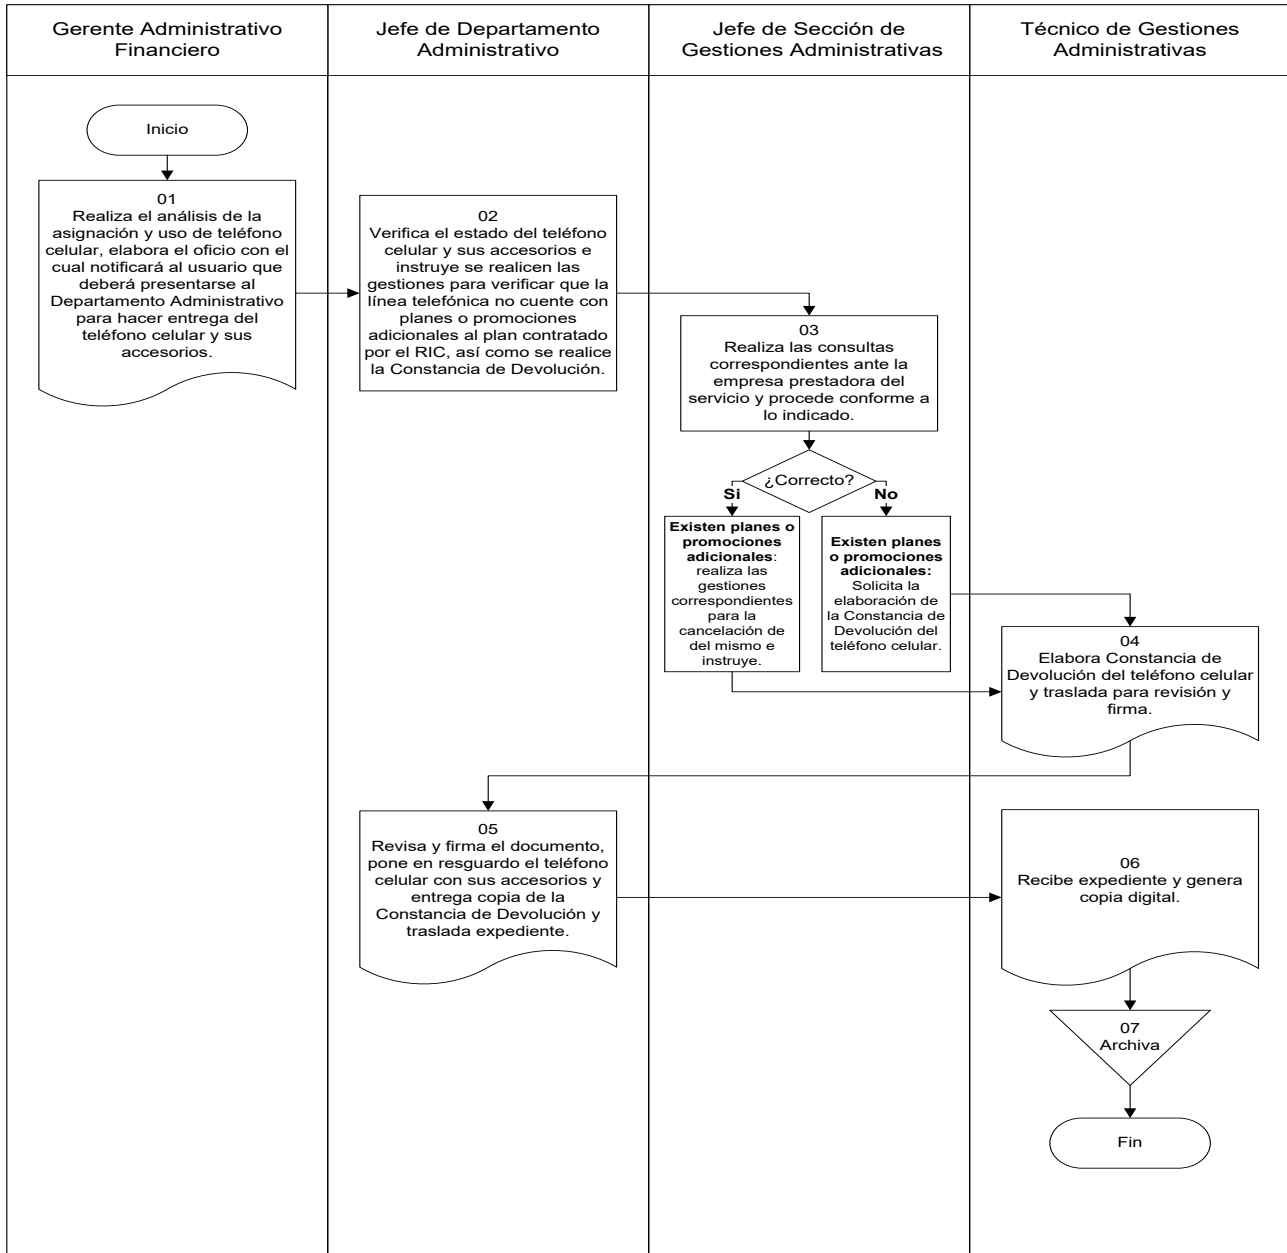 Gerente Administrativo
Financiero
Jefe de Departamento
Administrativo
Jefe de Sección de
Gestiones Administrativas
Técnico de Gestiones
Administrativas
Inicio
01
Realiza el análisis de la
asignación y uso de teléfono
celular, elabora el oficio con el
cual notificará al usuario que
deberá presentarse al
Departamento Administrativo
para hacer entrega del
teléfono celular y sus
accesorios.
02
Verifica el estado del teléfono
celular y sus accesorios e
instruye se realicen las
gestiones para verificar que la
línea telefónica no cuente con
planes o promociones
adicionales al plan contratado
por el RIC, así como se realice
la Constancia de Devolución.
03
Realiza las consultas
correspondientes ante la
empresa prestadora del
servicio y procede conforme a
lo indicado.
¿Correcto?
Si
No
Existen planes o
promociones
adicionales:
realiza las
gestiones
correspondientes
para la
cancelación de
del mismo e
instruye.
Existen planes
o promociones
adicionales:
Solicita la
elaboración de
la Constancia de
Devolución del
teléfono celular.
04
Elabora Constancia de
Devolución del teléfono celular
y traslada para revisión y
firma.
05
Revisa y firma el documento,
pone en resguardo el teléfono
celular con sus accesorios y
entrega copia de la
Constancia de Devolución y
traslada expediente.
06
Recibe expediente y genera
copia digital.
07
Archiva
Fin